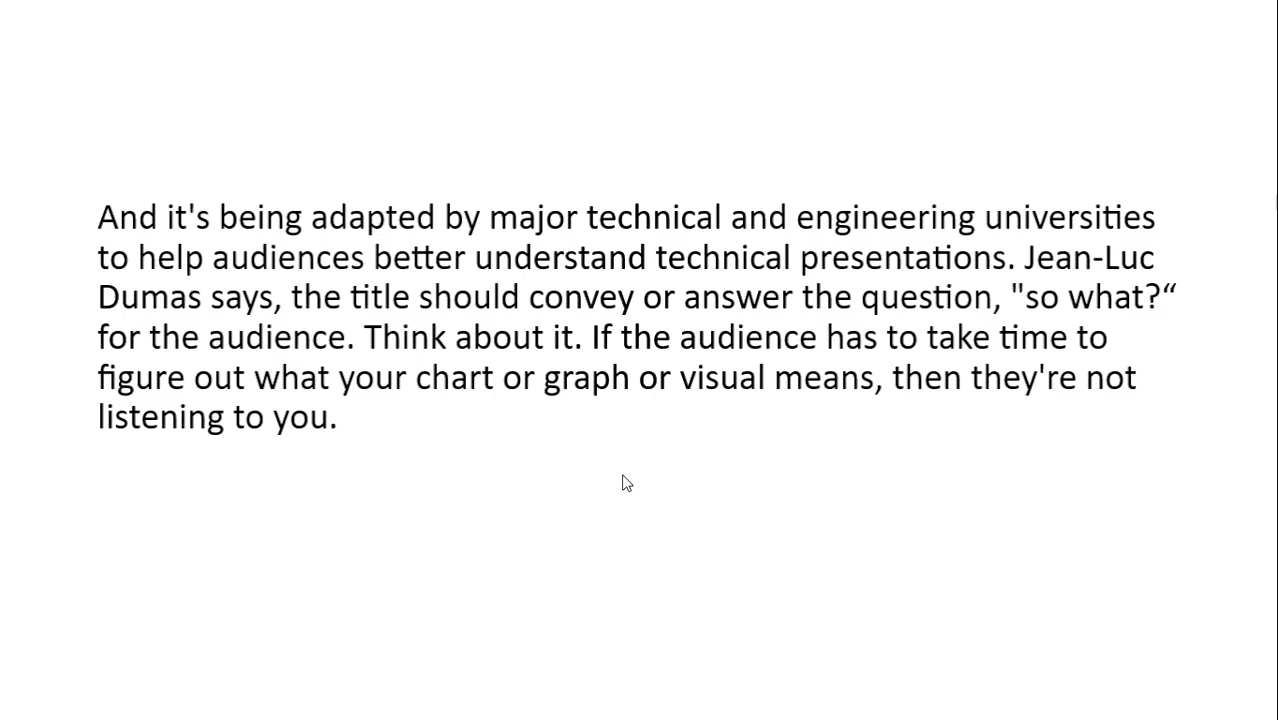 And it's being adapted by major technical and engineering universities
to help audiences better understand technical presentations. Jean-Luc
Dumas says, the title should convey or answer the question, "so what?“
for the audience. Think about it. If the audience has to take time to
figure out what your chart or graph or visual means, then they're not
listening to you.